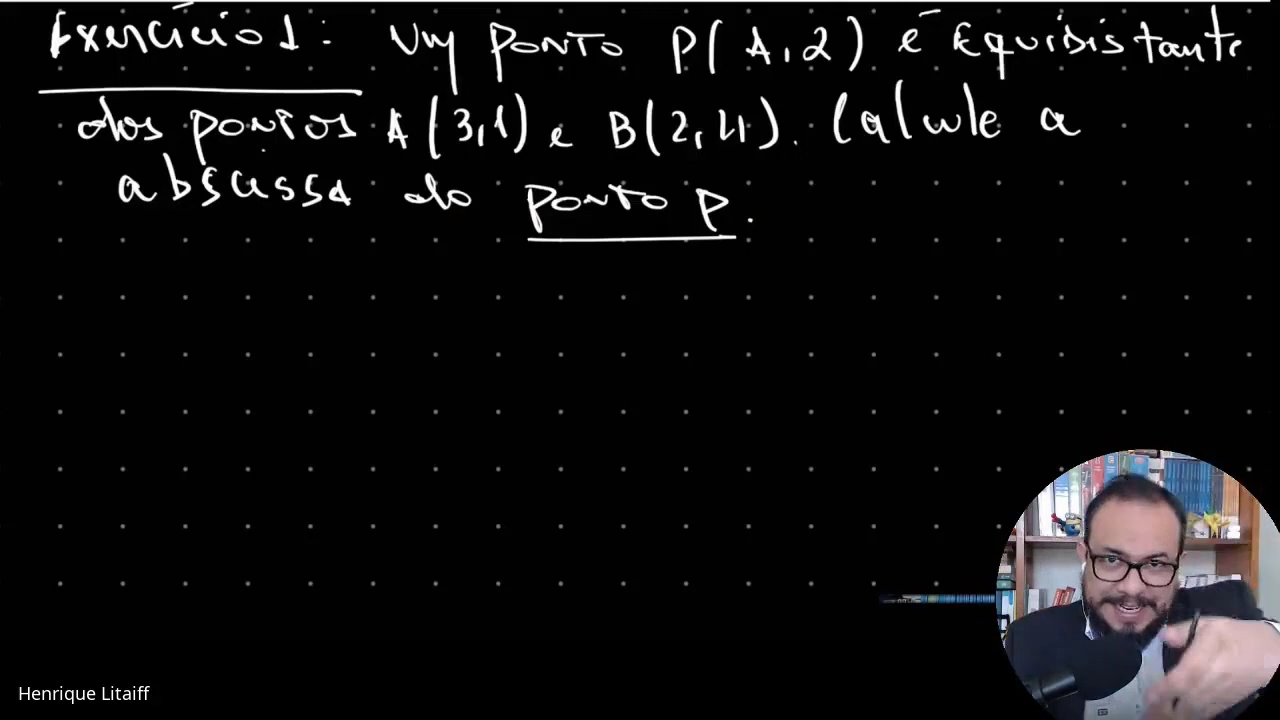 Exercício 1: Um ponto P(A,2) é Equidistante
dos pontos A(3,1) e B(2,4). Calcule a
abscissa do ponto P.
Henrique Litaiff